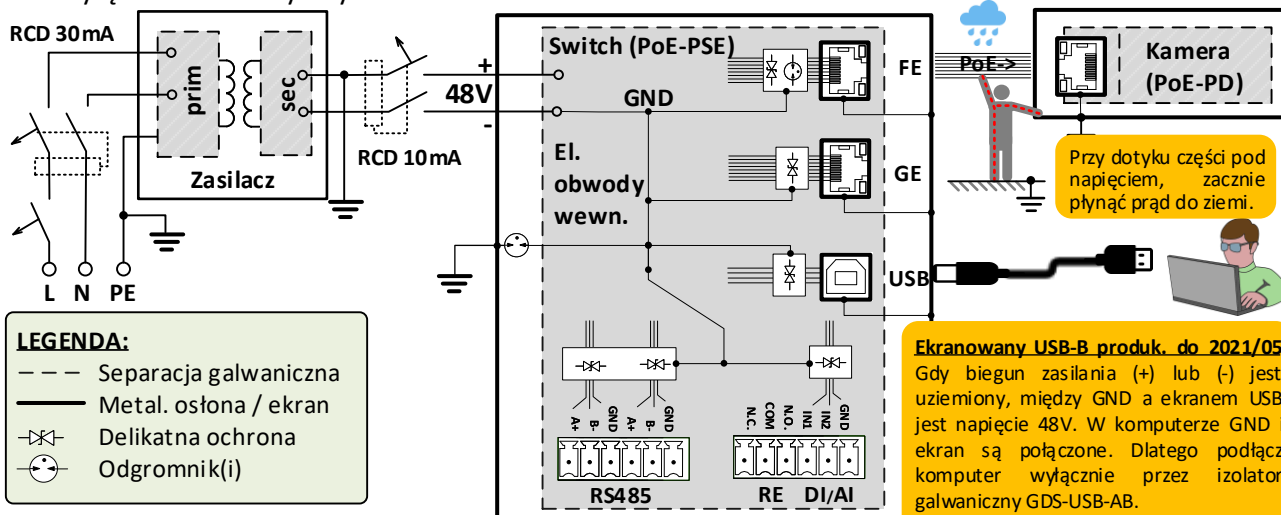 RCD 30mA
prim
sec
Zasilacz
L N PE
+
48V
-
RCD 10mA
Switch (PoE-PSE)
GND
El.
obwody
wewn.
FE
GE
USB
PoE->
Kamera
(PoE-PD)
Przy dotyku części pod
napięciem, zacznie
płynąć prąd do ziemi.
A+ B- GND A+ B- GND
RS485
N.C. COM N.O. IN1 IN2 GND
RE DI/AI
LEGENDA:
Separacja galwaniczna
Metal. osłona / ekran
Delikatna ochrona
Odgromnik(i)
Ekranowany USB-B produk. do 2021/05
Gdy biegun zasilania (+) lub (-) jest
uziemiony, między GND a ekranem USB
jest napięcie 48V. W komputerze GND i
ekran są połączone. Dlatego podłącz
komputer wyłącznie przez izolator
galwaniczny GDS-USB-AB.